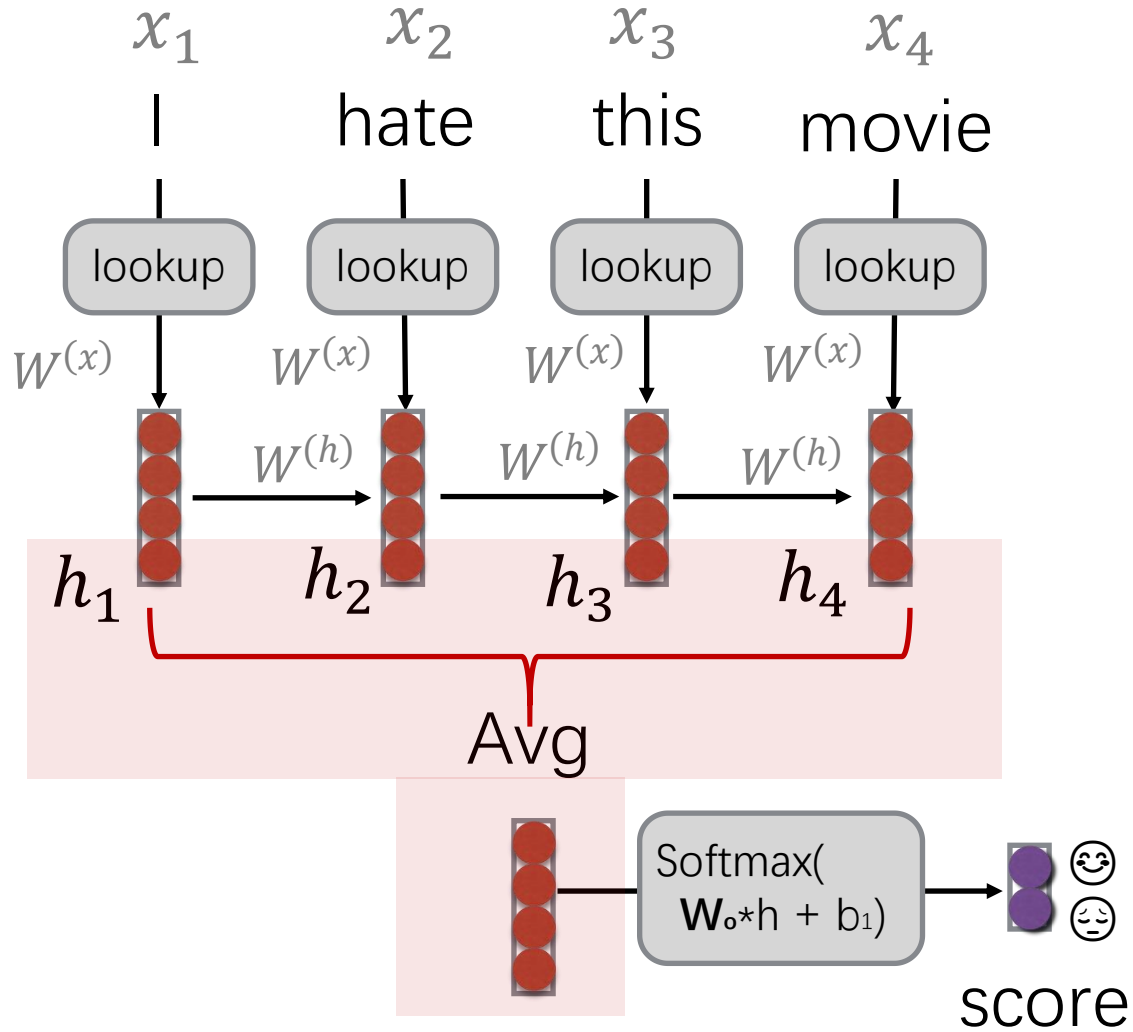 x₁ x₂ x₃ x₄
I hate this movie
lookup lookup lookup lookup
W⁽ˣ⁾ W⁽ˣ⁾ W⁽ˣ⁾ W⁽ˣ⁾
W⁽ʰ⁾ W⁽ʰ⁾ W⁽ʰ⁾
h₁ h₂ h₃ h₄
Avg
Softmax(
Wₒ*h + b₁)
score